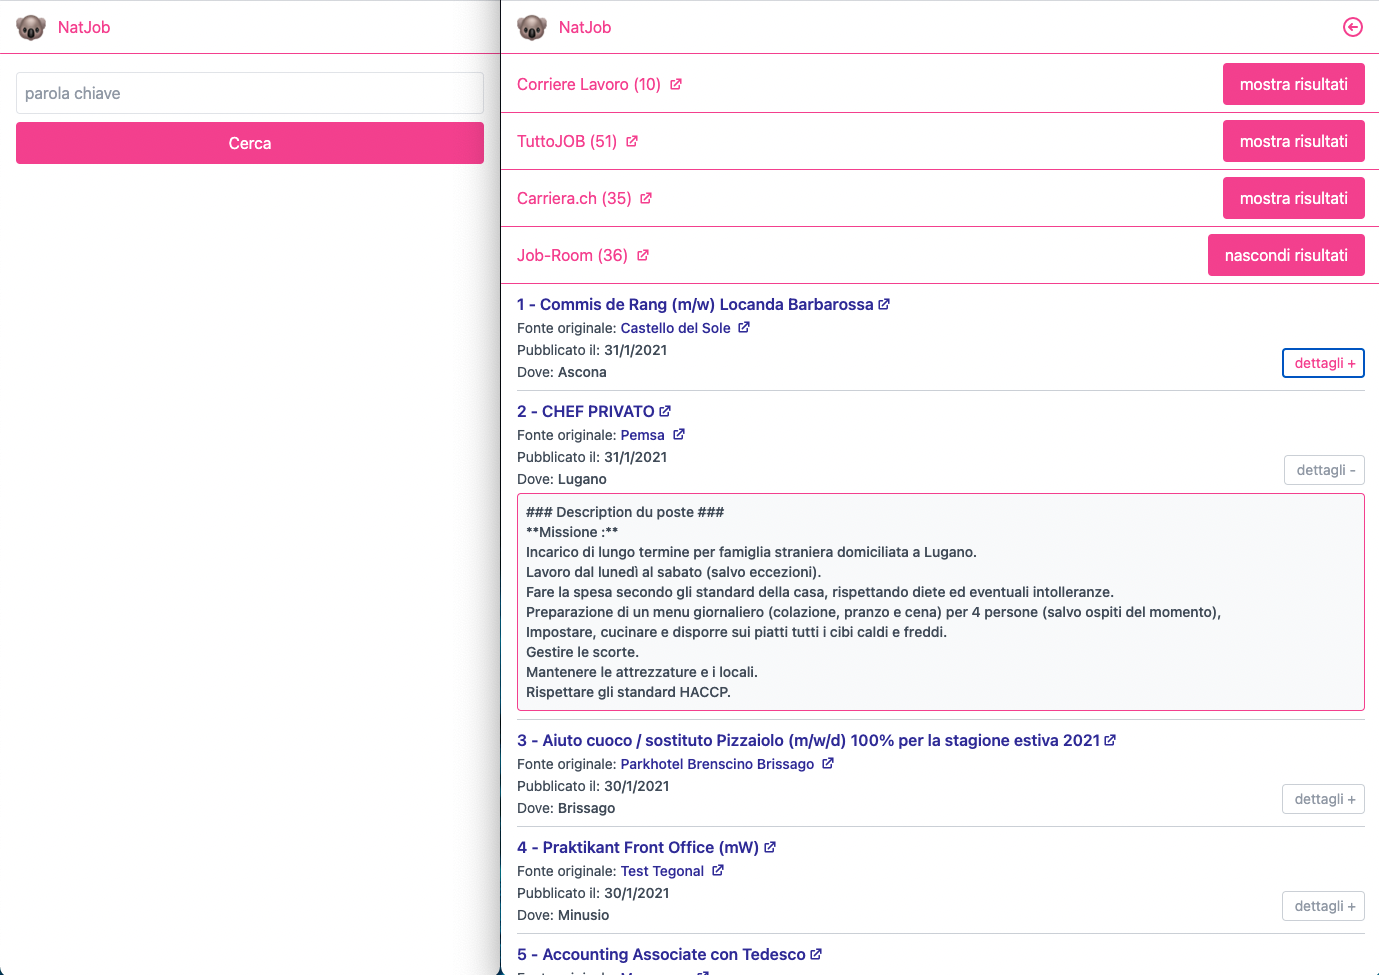 NatJob
parola chiave
Cerca
NatJob
Corriere Lavoro (10)
mostra risultati
TuttoJOB (51)
mostra risultati
Carriera.ch (35)
mostra risultati
Job-Room (36)
nascondi risultati
1 - Commis de Rang (m/w) Locanda Barbarossa
Fonte originale: Castello del Sole
Pubblicato il: 31/1/2021
Dove: Ascona
dettagli +
2 - CHEF PRIVATO
Fonte originale: Pemsa
Pubblicato il: 31/1/2021
Dove: Lugano
dettagli -
### Description du poste ###
**Missione :**
Incarico di lungo termine per famiglia straniera domiciliata a Lugano.
Lavoro dal lunedì al sabato (salvo eccezioni).
Fare la spesa secondo gli standard della casa, rispettando diete ed eventuali intolleranze.
Preparazione di un menu giornaliero (colazione, pranzo e cena) per 4 persone (salvo ospiti del momento),
Impostare, cucinare e disporre sui piatti tutti i cibi caldi e freddi.
Gestire le scorte.
Mantenere le attrezzature e i locali.
Rispettare gli standard HACCP.
3 - Aiuto cuoco / sostituto Pizzaiolo (m/w/d) 100% per la stagione estiva 2021
Fonte originale: Parkhotel Brenscino Brissago
Pubblicato il: 30/1/2021
Dove: Brissago
dettagli +
4 - Praktikant Front Office (mW)
Fonte originale: Test Tegonal
Pubblicato il: 30/1/2021
Dove: Minusio
dettagli +
5 - Accounting Associate con Tedesco
Fonte originale: